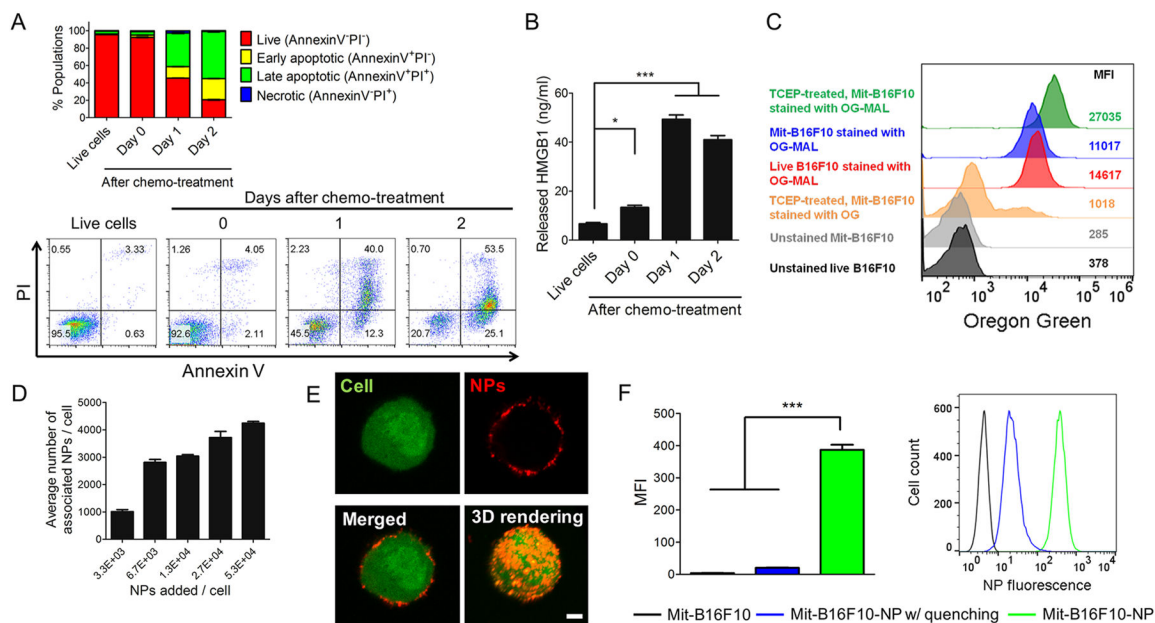 A
100
80
60
40
20
0
% Populations
Live cells
Day 0
Day 1
Day 2
After chemo-treatment
Live (AnnexinV⁻PI⁻)
Early apoptotic (AnnexinV⁺PI⁻)
Late apoptotic (AnnexinV⁺PI⁺)
Necrotic (AnnexinV⁻PI⁺)
Days after chemo-treatment
Live cells
0
1
2
0.55
3.33
95.5
0.63
1.26
4.05
92.6
2.11
2.23
40.0
45.5
12.3
0.70
53.5
20.7
25.1
PI
Annexin V
B
***
*
60
40
20
0
Released HMGB1 (ng/ml)
Live cells
Day 0
Day 1
Day 2
After chemo-treatment
C
MFI
TCEP-treated, Mit-B16F10
stained with OG-MAL
27035
Mit-B16F10 stained with
OG-MAL
11017
Live B16F10 stained with
OG-MAL
14617
TCEP-treated, Mit-B16F10
stained with OG
1018
Unstained Mit-B16F10
285
Unstained live B16F10
378
10² 10³ 10⁴ 10⁵ 10⁶
Oregon Green
D
5000
4000
3000
2000
1000
0
Average number of
associated NPs / cell
3.3E+03
6.7E+03
1.3E+04
2.7E+04
5.3E+04
NPs added / cell
E
Cell
NPs
Merged
3D rendering
F
***
500
400
300
200
100
0
MFI
600
400
200
0
Cell count
10⁰ 10¹ 10² 10³ 10⁴
NP fluorescence
Mit-B16F10
Mit-B16F10-NP w/ quenching
Mit-B16F10-NP